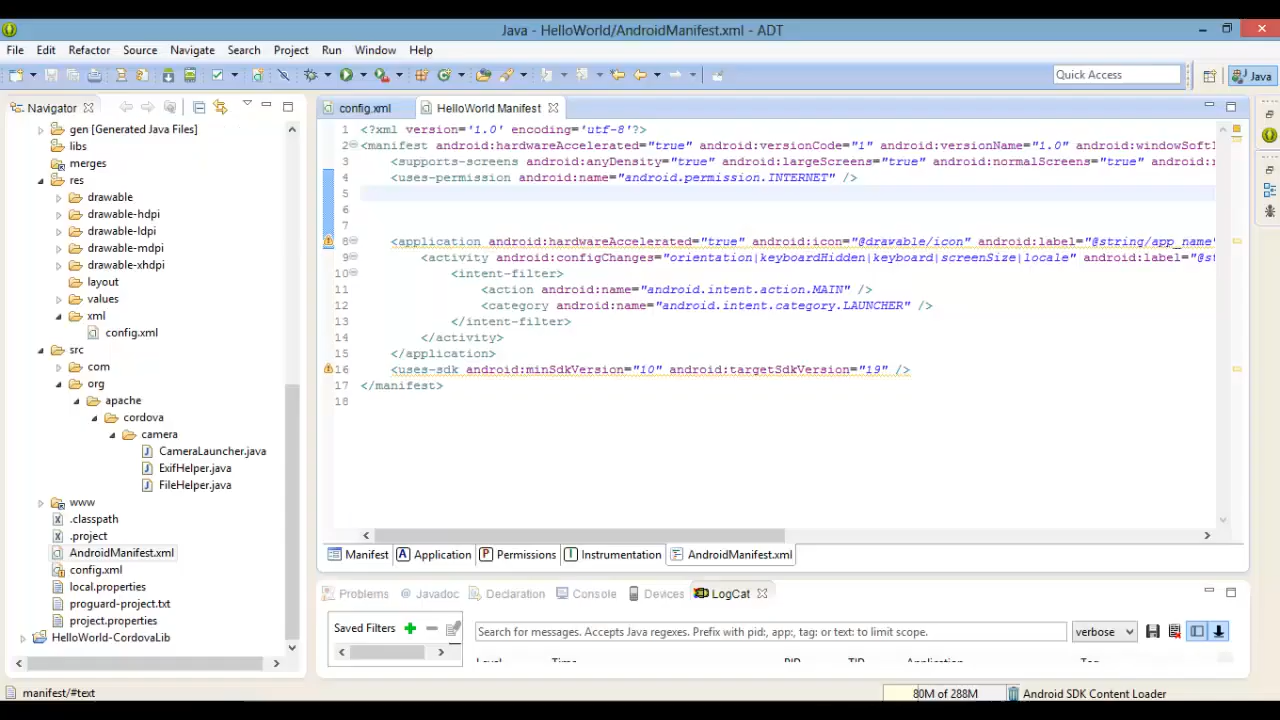 Java - HelloWorld/AndroidManifest.xml - ADT
File Edit Refactor Source Navigate Search Project Run Window Help
Quick Access
Java
Navigator
gen [Generated Java Files]
libs
merges
res
drawable
drawable-hdpi
drawable-ldpi
drawable-mdpi
drawable-xhdpi
layout
values
xml
config.xml
src
com
org
apache
cordova
camera
CameraLauncher.java
ExifHelper.java
FileHelper.java
www
.classpath
.project
AndroidManifest.xml
config.xml
local.properties
proguard-project.txt
project.properties
HelloWorld-CordovaLib
config.xml
HelloWorld Manifest
1 <?xml version='1.0' encoding='utf-8'?>
2 <manifest android:hardwareAccelerated="true" android:versionCode="1" android:versionName="1.0" android:windowSoftI
3 <supports-screens android:anyDensity="true" android:largeScreens="true" android:normalScreens="true" android:r
4 <uses-permission android:name="android.permission.INTERNET" />
5
6
7
8 <application android:hardwareAccelerated="true" android:icon="@drawable/icon" android:label="@string/app_name"
9 <activity android:configChanges="orientation|keyboardHidden|keyboard|screenSize|locale" android:label="@st
10 <intent-filter>
11 <action android:name="android.intent.action.MAIN" />
12 <category android:name="android.intent.category.LAUNCHER" />
13 </intent-filter>
14 </activity>
15 </application>
16 <uses-sdk android:minSdkVersion="10" android:targetSdkVersion="19" />
17 </manifest>
18
Manifest
Application
Permissions
Instrumentation
AndroidManifest.xml
Problems
Javadoc
Declaration
Console
Devices
LogCat
Saved Filters
Search for messages. Accepts Java regexes. Prefix with pid:, app:, tag: or text: to limit scope.
verbose
Level Time PID TID Application Tag
manifest/#text
80M of 288M
Android SDK Content Loader